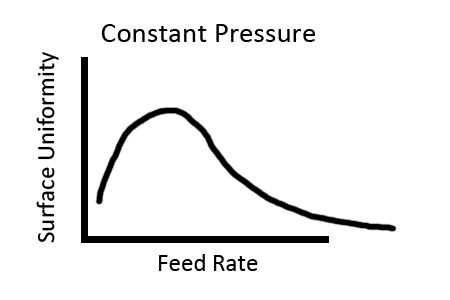 Constant Pressure
Surface Uniformity
Feed Rate